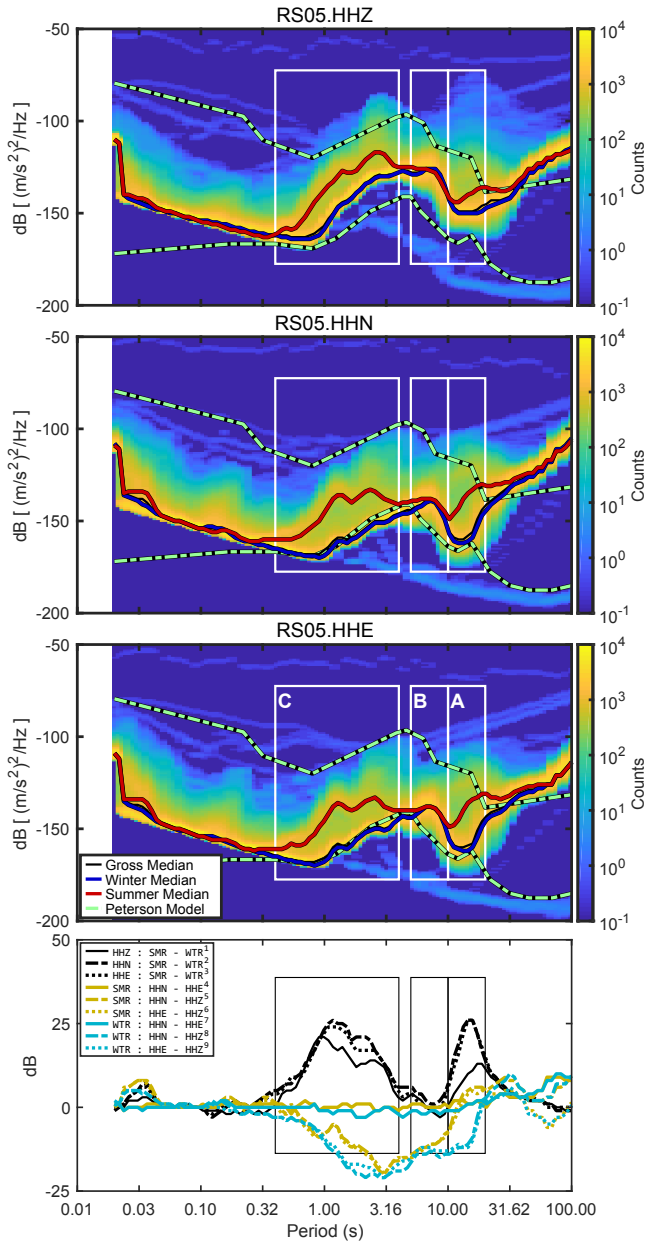 RS05.HHZ
-50
-100
-150
-200
dB [ (m/s²)²/Hz]
10⁴
10³
10²
10¹
10⁰
10⁻¹
Counts
RS05.HHN
-50
-100
-150
-200
dB [ (m/s²)²/Hz]
10⁴
10³
10²
10¹
10⁰
10⁻¹
Counts
RS05.HHE
-50
-100
-150
-200
dB [ (m/s²)²/Hz]
C
B
A
Gross Median
Winter Median
Summer Median
Peterson Model
10⁴
10³
10²
10¹
10⁰
10⁻¹
Counts
50
25
0
-25
dB
HHZ : SMR - WTR¹
HHN : SMR - WTR²
HHE : SMR - WTR³
SMR : HHN - HHE⁴
SMR : HHN - HHZ⁵
SMR : HHE - HHZ⁶
WTR : HHN - HHE⁷
WTR : HHN - HHZ⁸
WTR : HHE - HHZ⁹
0.01 0.03 0.10 0.32 1.00 3.16 10.00 31.62 100.00
Period (s)